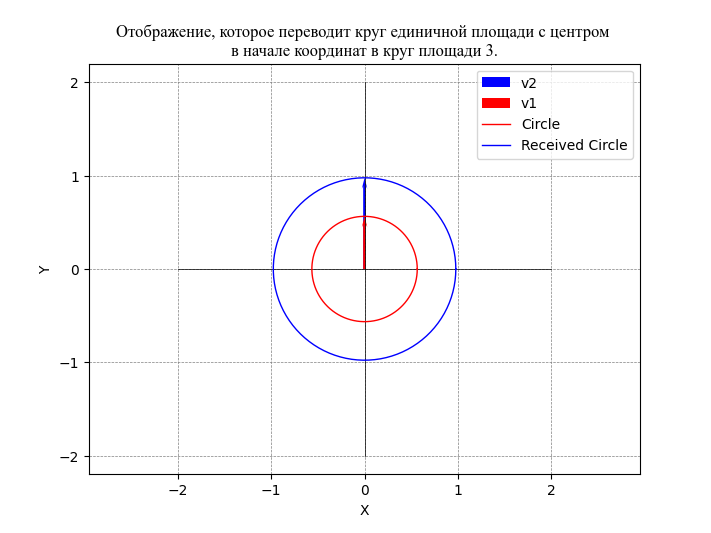 Отображение, которое переводит круг единичной площади с центром
в начале координат в круг площади 3.
v2
v1
Circle
Received Circle
2
1
0
−1
−2
Y
−2
−1
0
1
2
X